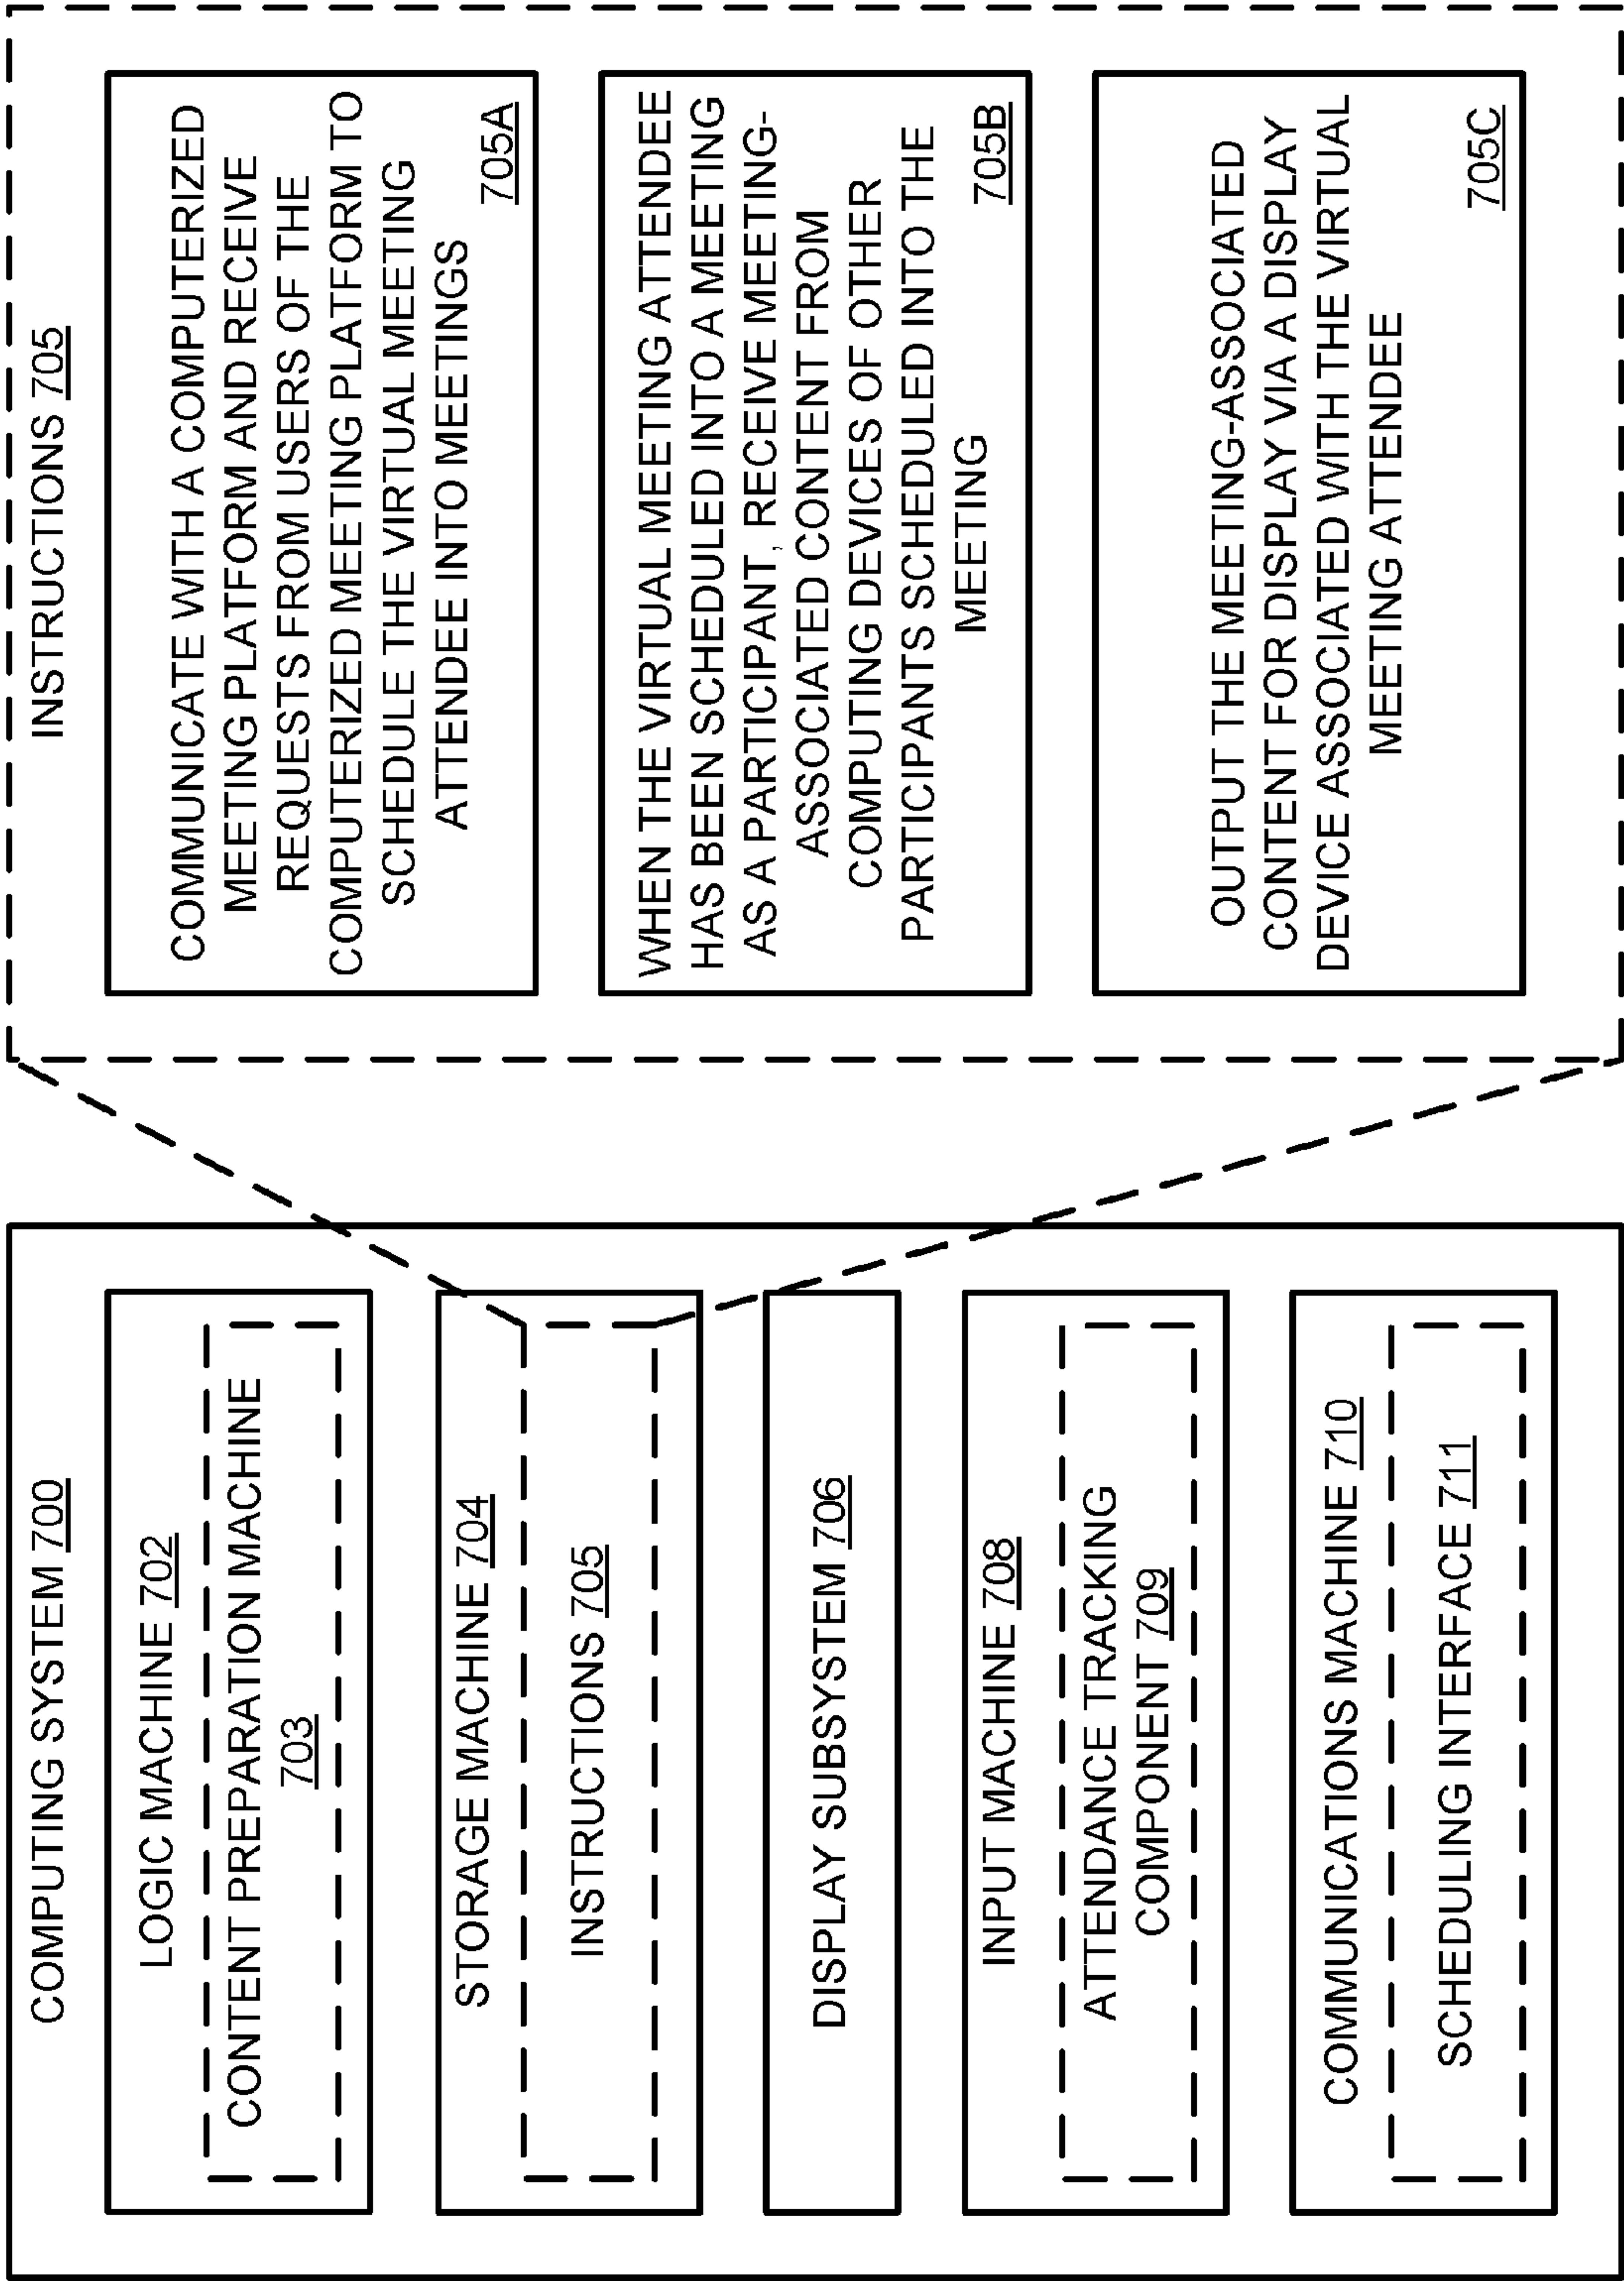 COMPUTING SYSTEM 700
LOGIC MACHINE 702
CONTENT PREPARATION MACHINE
703
STORAGE MACHINE 704
INSTRUCTIONS 705
DISPLAY SUBSYSTEM 706
INPUT MACHINE 708
ATTENDANCE TRACKING
COMPONENT 709
COMMUNICATIONS MACHINE 710
SCHEDULING INTERFACE 711
INSTRUCTIONS 705
COMMUNICATE WITH A COMPUTERIZED
MEETING PLATFORM AND RECEIVE
REQUESTS FROM USERS OF THE
COMPUTERIZED MEETING PLATFORM TO
SCHEDULE THE VIRTUAL MEETING
ATTENDEE INTO MEETINGS
705A
WHEN THE VIRTUAL MEETING ATTENDEE
HAS BEEN SCHEDULED INTO A MEETING
AS A PARTICIPANT, RECEIVE MEETING-
ASSOCIATED CONTENT FROM
COMPUTING DEVICES OF OTHER
PARTICIPANTS SCHEDULED INTO THE
MEETING
705B
OUTPUT THE MEETING-ASSOCIATED
CONTENT FOR DISPLAY VIA A DISPLAY
DEVICE ASSOCIATED WITH THE VIRTUAL
MEETING ATTENDEE
705C